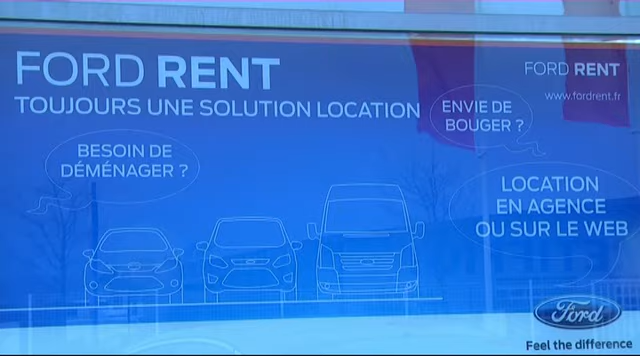 FORD RENT
TOUJOURS UNE SOLUTION LOCATION
FORD RENT
www.fordrent.fr
ENVIE DE
BOUGER ?
BESOIN DE
DÉMÉNAGER ?
LOCATION
EN AGENCE
OU SUR LE WEB
Ford
Feel the difference